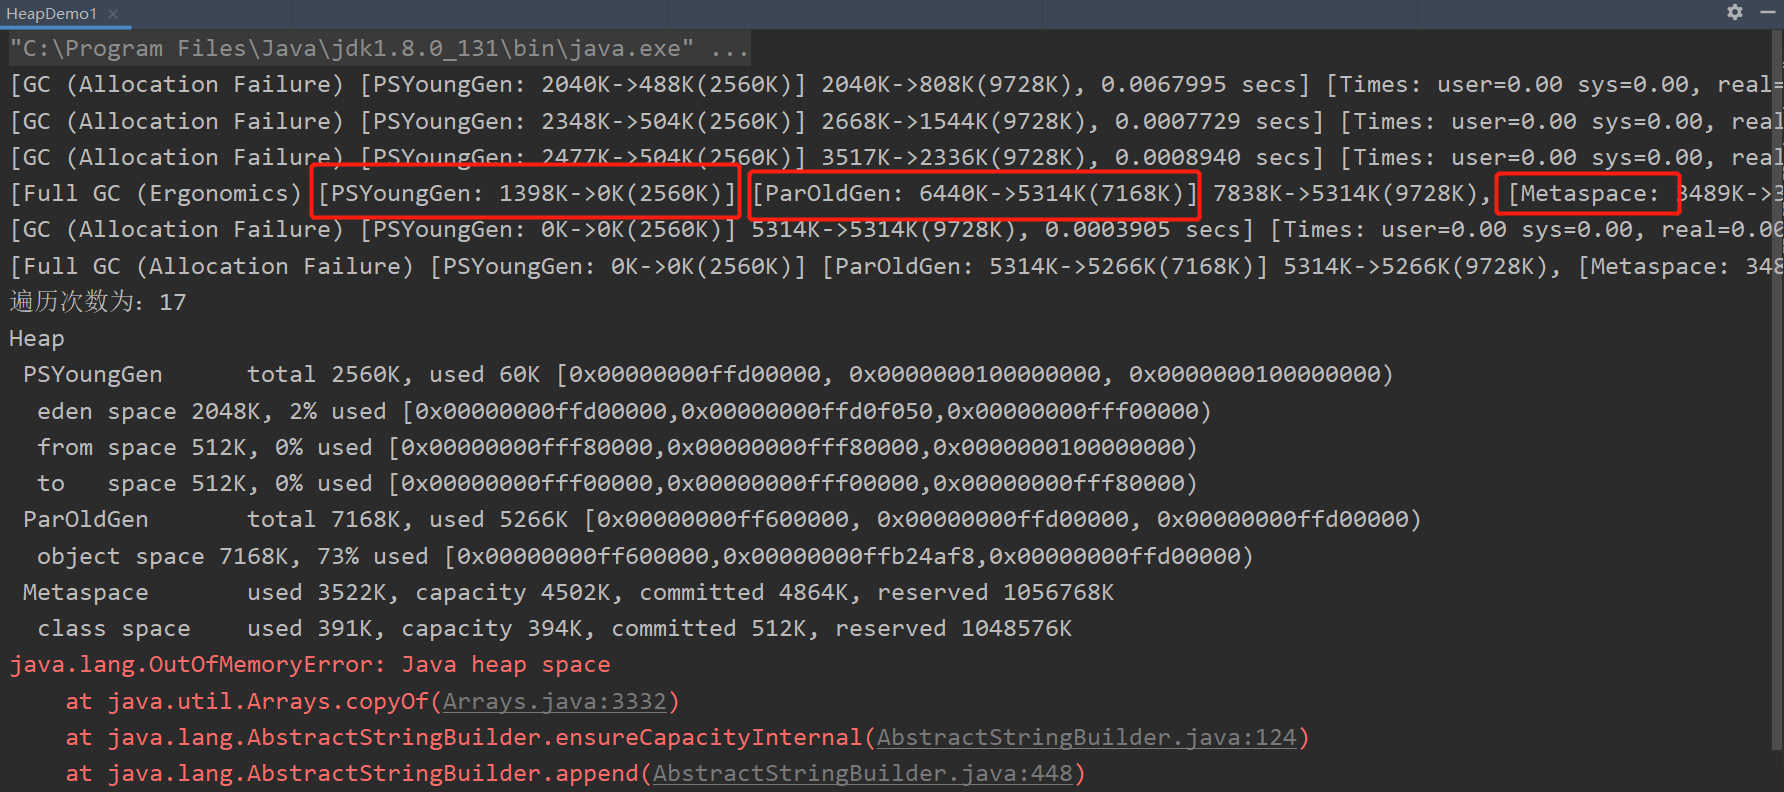 HeapDemo1
"C:\Program Files\Java\jdk1.8.0_131\bin\java.exe" ...
[GC (Allocation Failure) [PSYoungGen: 2040K->488K(2560K)] 2040K->808K(9728K), 0.0067995 secs] [Times: user=0.00 sys=0.00, real=
[GC (Allocation Failure) [PSYoungGen: 2348K->504K(2560K)] 2668K->1544K(9728K), 0.0007729 secs] [Times: user=0.00 sys=0.00, real
[GC (Allocation Failure) [PSYoungGen: 2477K->504K(2560K)] 3517K->2336K(9728K), 0.0008940 secs] [Times: user=0.00 sys=0.00, real
[Full GC (Ergonomics) [PSYoungGen: 1398K->0K(2560K)] [ParOldGen: 6440K->5314K(7168K)] 7838K->5314K(9728K), [Metaspace: 3489K->3
[GC (Allocation Failure) [PSYoungGen: 0K->0K(2560K)] 5314K->5314K(9728K), 0.0003905 secs] [Times: user=0.00 sys=0.00, real=0.00
[Full GC (Allocation Failure) [PSYoungGen: 0K->0K(2560K)] [ParOldGen: 5314K->5266K(7168K)] 5314K->5266K(9728K), [Metaspace: 348
遍历次数为：17
Heap
PSYoungGen      total 2560K, used 60K [0x00000000ffd00000, 0x0000000100000000, 0x0000000100000000)
eden space 2048K, 2% used [0x00000000ffd00000,0x00000000ffd0f050,0x00000000fff00000)
from space 512K, 0% used [0x00000000fff80000,0x00000000fff80000,0x0000000100000000)
to   space 512K, 0% used [0x00000000fff00000,0x00000000fff00000,0x00000000fff80000)
ParOldGen       total 7168K, used 5266K [0x00000000ff600000, 0x00000000ffd00000, 0x00000000ffd00000)
object space 7168K, 73% used [0x00000000ff600000,0x00000000ffb24af8,0x00000000ffd00000)
Metaspace       used 3522K, capacity 4502K, committed 4864K, reserved 1056768K
class space    used 391K, capacity 394K, committed 512K, reserved 1048576K
java.lang.OutOfMemoryError: Java heap space
at java.util.Arrays.copyOf(Arrays.java:3332)
at java.lang.AbstractStringBuilder.ensureCapacityInternal(AbstractStringBuilder.java:124)
at java.lang.AbstractStringBuilder.append(AbstractStringBuilder.java:448)